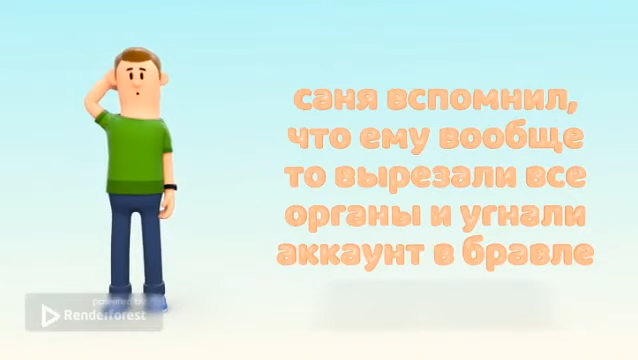 саня вспомнил,
что ему вообще
то вырезали все
органы и угнали
аккаунт в бравле
powered by
Renderforest